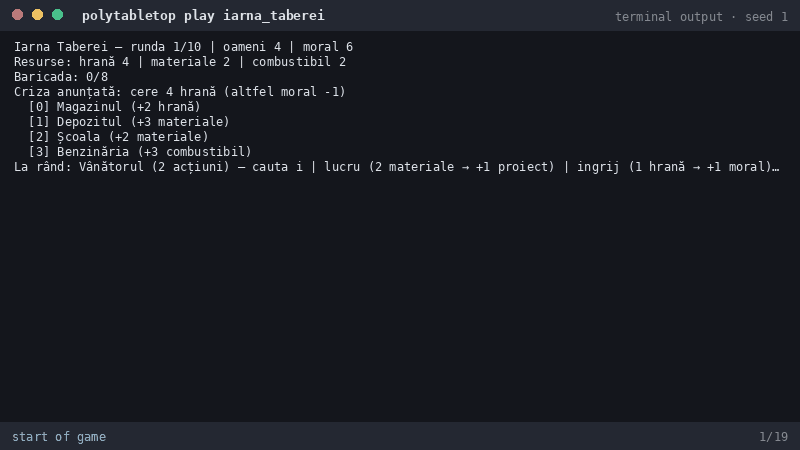 polytabletop play iarna_taberei
terminal output · seed 1
Iarna Taberei — runda 1/10 | oameni 4 | moral 6
Resurse: hrană 4 | materiale 2 | combustibil 2
Baricada: 0/8
Criza anunțată: cere 4 hrană (altfel moral -1)
[0] Magazinul (+2 hrană)
[1] Depozitul (+3 materiale)
[2] Școala (+2 materiale)
[3] Benzinăria (+3 combustibil)
La rând: Vânătorul (2 acțiuni) — cauta i | lucru (2 materiale → +1 proiect) | ingrij (1 hrană → +1 moral)…
start of game
1/19